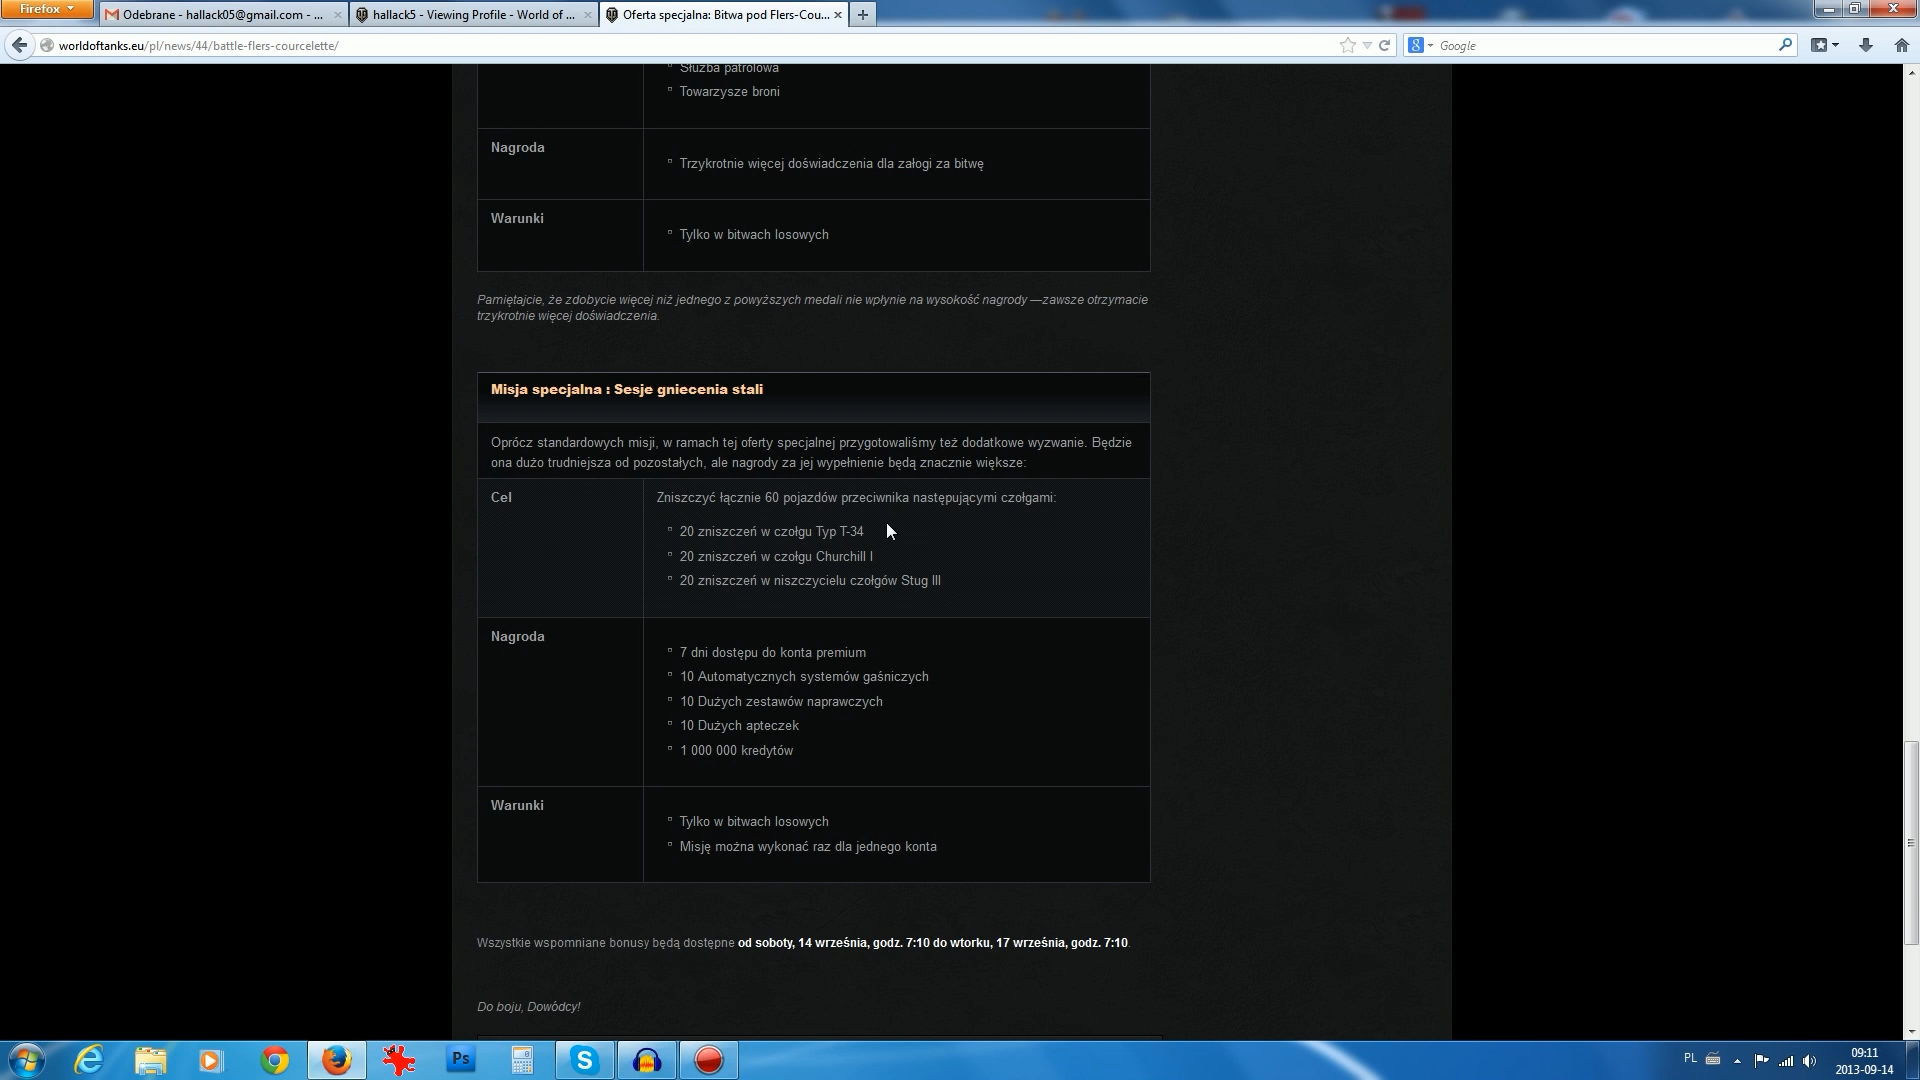 Firefox
Odebrane - hallack05@gmail.com - ...
hallack5 - Viewing Profile - World of ...
Oferta specjalna: Bitwa pod Flers-Cou...
worldoftanks.eu/pl/news/44/battle-flers-courcelette/
Google
Służba patrolowa
Towarzysze broni
Nagroda
Trzykrotnie więcej doświadczenia dla załogi za bitwę
Warunki
Tylko w bitwach losowych
Pamiętajcie, że zdobycie więcej niż jednego z powyższych medali nie wpłynie na wysokość nagrody —zawsze otrzymacie
trzykrotnie więcej doświadczenia.
Misja specjalna : Sesje gniecenia stali
Oprócz standardowych misji, w ramach tej oferty specjalnej przygotowaliśmy też dodatkowe wyzwanie. Będzie
ona dużo trudniejsza od pozostałych, ale nagrody za jej wypełnienie będą znacznie większe:
Cel
Zniszczyć łącznie 60 pojazdów przeciwnika następującymi czołgami:
20 zniszczeń w czołgu Typ T-34
20 zniszczeń w czołgu Churchill I
20 zniszczeń w niszczycielu czołgów Stug III
Nagroda
7 dni dostępu do konta premium
10 Automatycznych systemów gaśniczych
10 Dużych zestawów naprawczych
10 Dużych apteczek
1 000 000 kredytów
Warunki
Tylko w bitwach losowych
Misję można wykonać raz dla jednego konta
Wszystkie wspomniane bonusy będą dostępne od soboty, 14 września, godz. 7:10 do wtorku, 17 września, godz. 7:10.
Do boju, Dowódcy!
Ps
PL
09:11
2013-09-14